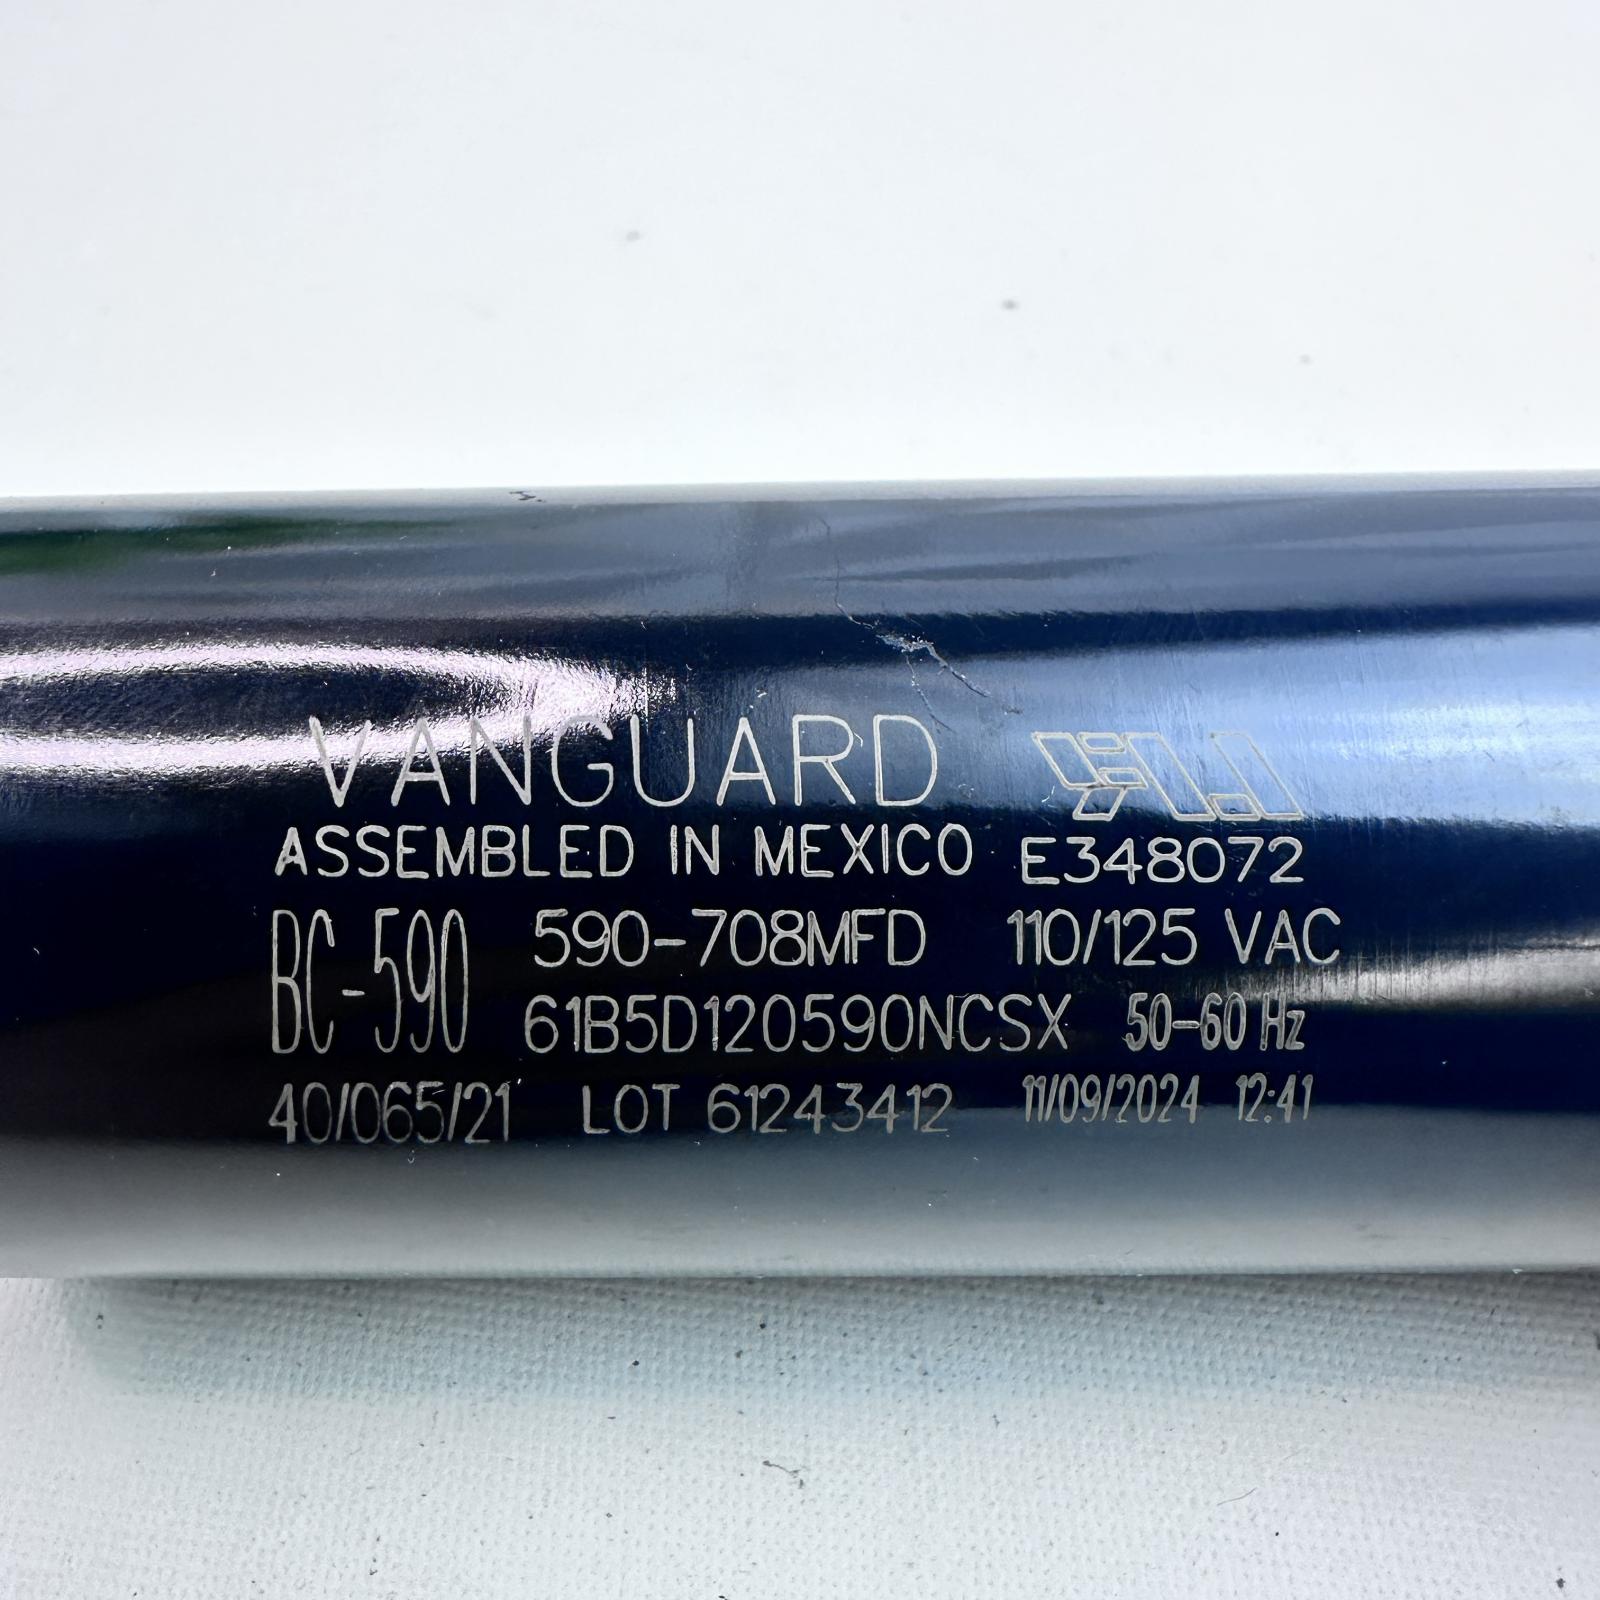 VANGUARD
ASSEMBLED IN MEXICO E348072
BC-590 590-708MFD 110/125 VAC
61B5D120590NCSX 50-60 Hz
40/065/21 LOT 61243412 11/09/2024 12:41